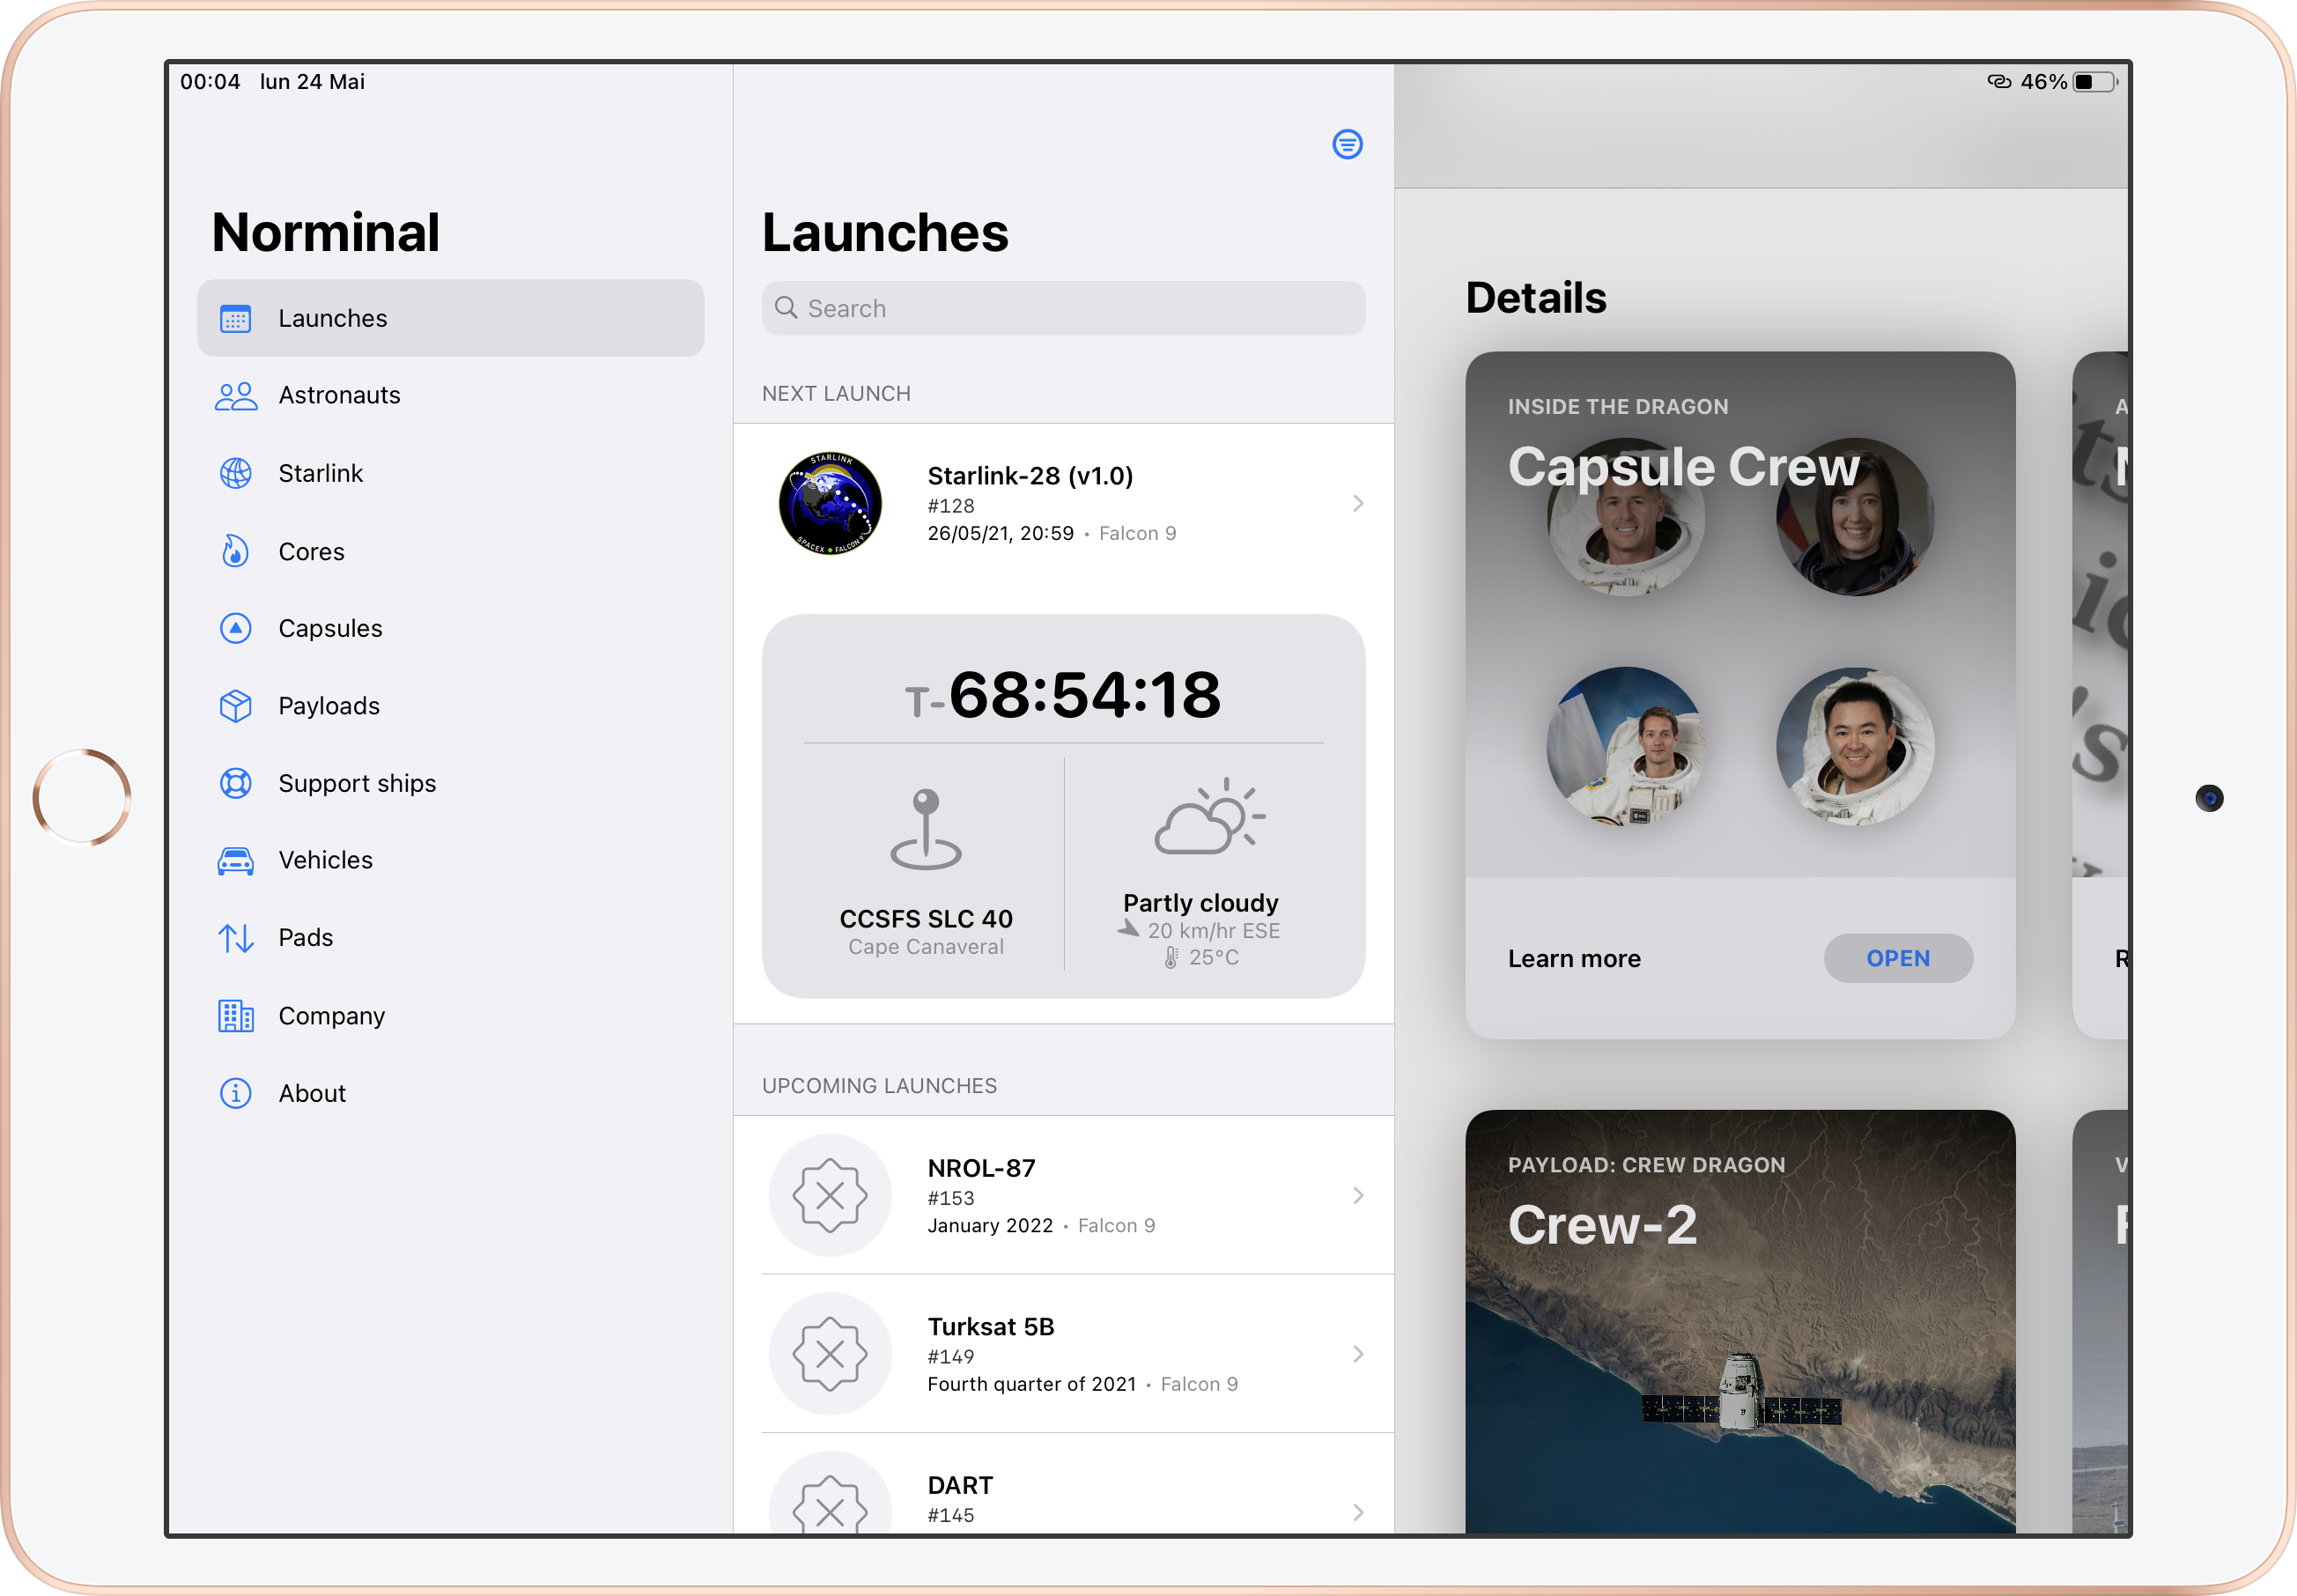 00:04 lun 24 Mai
46%
Norminal
Launches
Astronauts
Starlink
Cores
Capsules
Payloads
Support ships
Vehicles
Pads
Company
About
Launches
Search
NEXT LAUNCH
STARLINK
SPACEX • FALCON 9
Starlink-28 (v1.0)
#128
26/05/21, 20:59 • Falcon 9
T-68:54:18
CCSFS SLC 40
Cape Canaveral
Partly cloudy
20 km/hr ESE
25°C
UPCOMING LAUNCHES
NROL-87
#153
January 2022 • Falcon 9
Turksat 5B
#149
Fourth quarter of 2021 • Falcon 9
DART
#145
Details
INSIDE THE DRAGON
Capsule Crew
Learn more
OPEN
PAYLOAD: CREW DRAGON
Crew-2